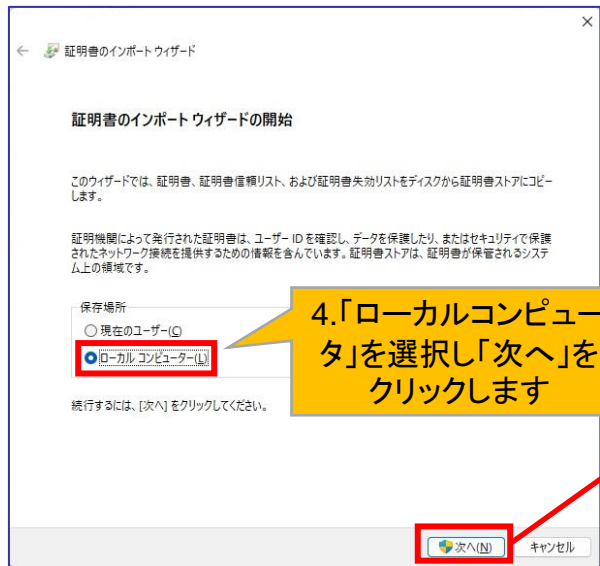 証明書のインポート ウィザード
証明書のインポート ウィザードの開始
このウィザードでは、証明書、証明書信頼リスト、および証明書失効リストをディスクから証明書ストアにコピー
します。
証明機関によって発行された証明書は、ユーザー ID を確認し、データを保護したり、またはセキュリティで保護
されたネットワーク接続を提供するための情報を含んでいます。証明書ストアは、証明書が保管されるシステ
ム上の領域です。
保存場所
現在のユーザー(C)
ローカル コンピューター(L)
4.「ローカルコンピュー
タ」を選択し「次へ」を
クリックします
続行するには、[次へ] をクリックしてください。
次へ(N)
キャンセル